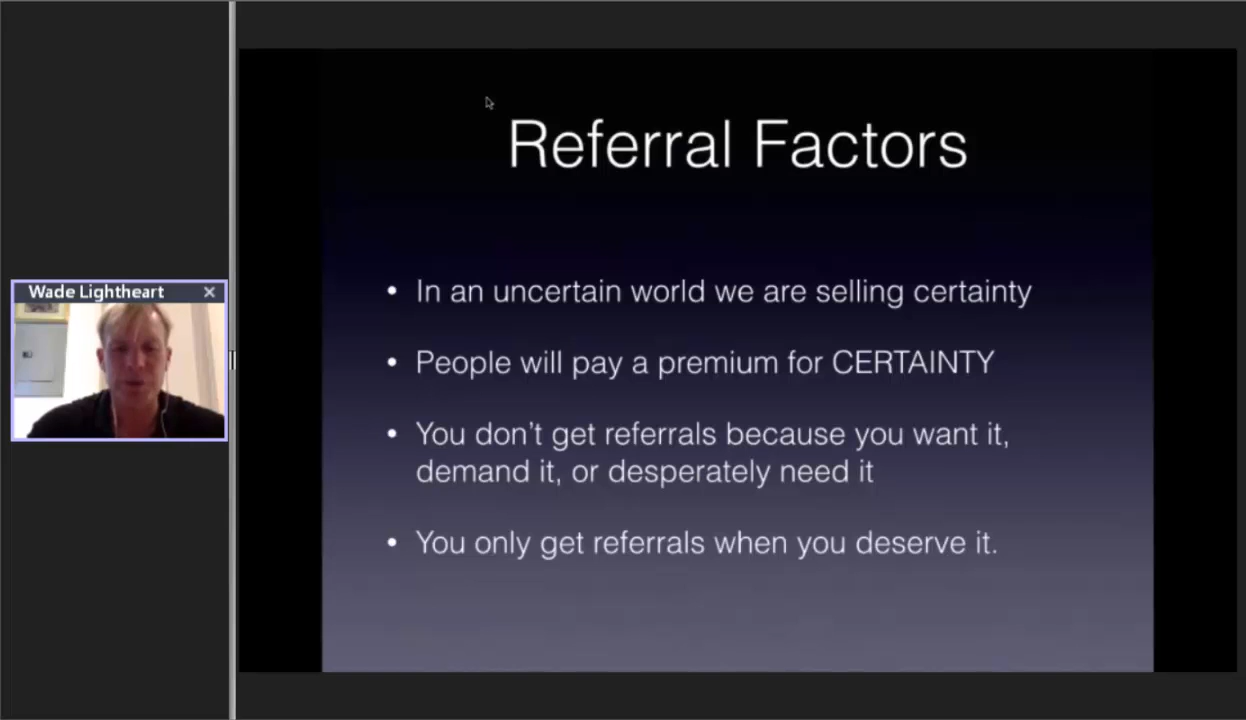 Wade Lightheart
Referral Factors
• In an uncertain world we are selling certainty
• People will pay a premium for CERTAINTY
• You don’t get referrals because you want it,
demand it, or desperately need it
• You only get referrals when you deserve it.